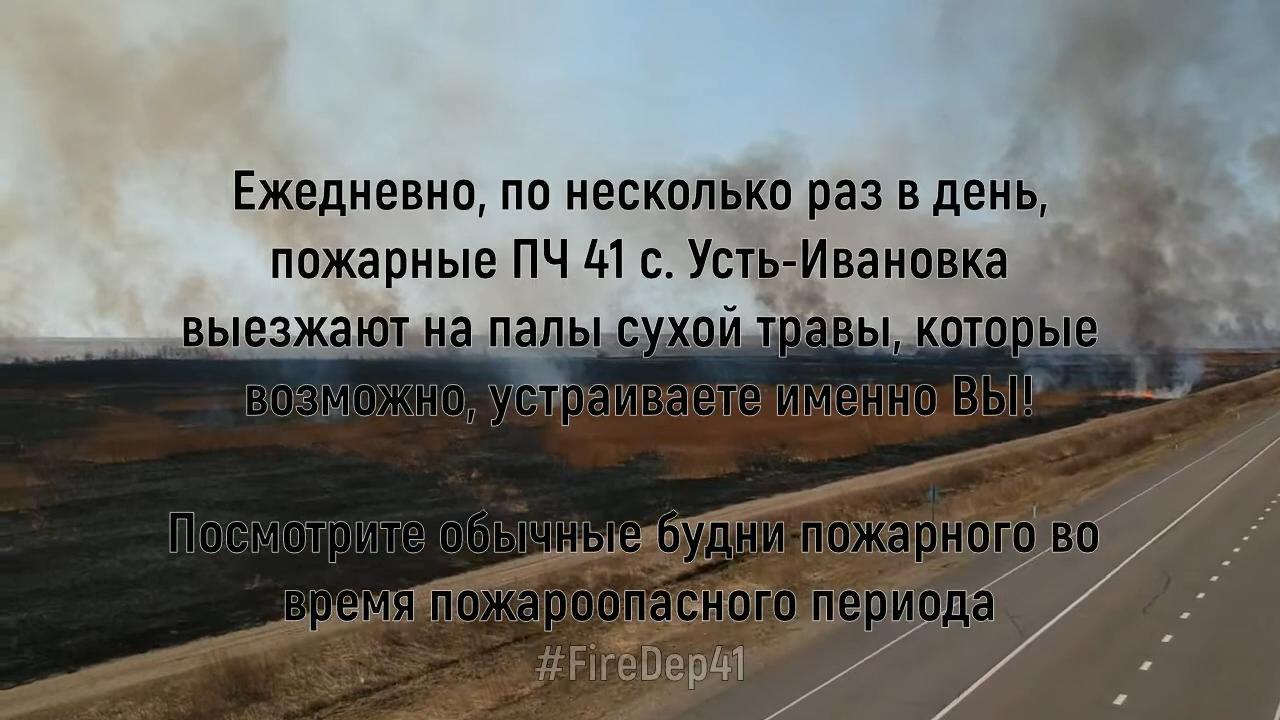 Ежедневно, по несколько раз в день,
пожарные ПЧ 41 с. Усть-Ивановка
выезжают на палы сухой травы, которые
возможно, устраиваете именно ВЫ!
Посмотрите обычные будни пожарного во
время пожароопасного периода
#FireDep41